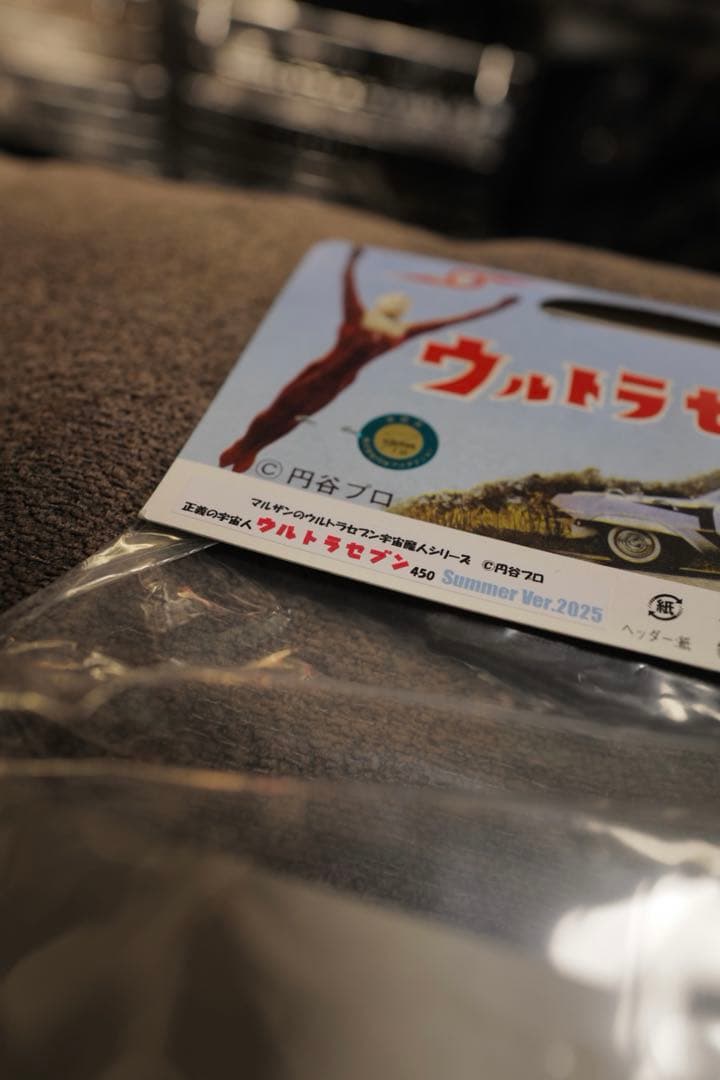 ウルトラセ
©円谷プロ
マルザンのウルトラセブン宇宙魔人シリーズ ©円谷プロ
正義の宇宙人 ウルトラセブン 450 Summer Ver.2025
紙
ヘッダー:紙